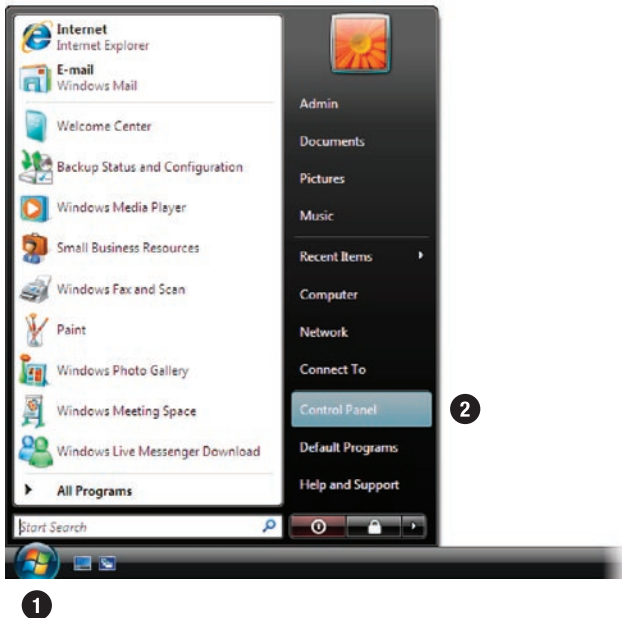 Internet
Internet Explorer
E-mail
Windows Mail
Welcome Center
Backup Status and Configuration
Windows Media Player
Small Business Resources
Windows Fax and Scan
Paint
Windows Photo Gallery
Windows Meeting Space
Windows Live Messenger Download
All Programs
Start Search
Admin
Documents
Pictures
Music
Recent Items
Computer
Network
Connect To
Control Panel
2
Default Programs
Help and Support
1